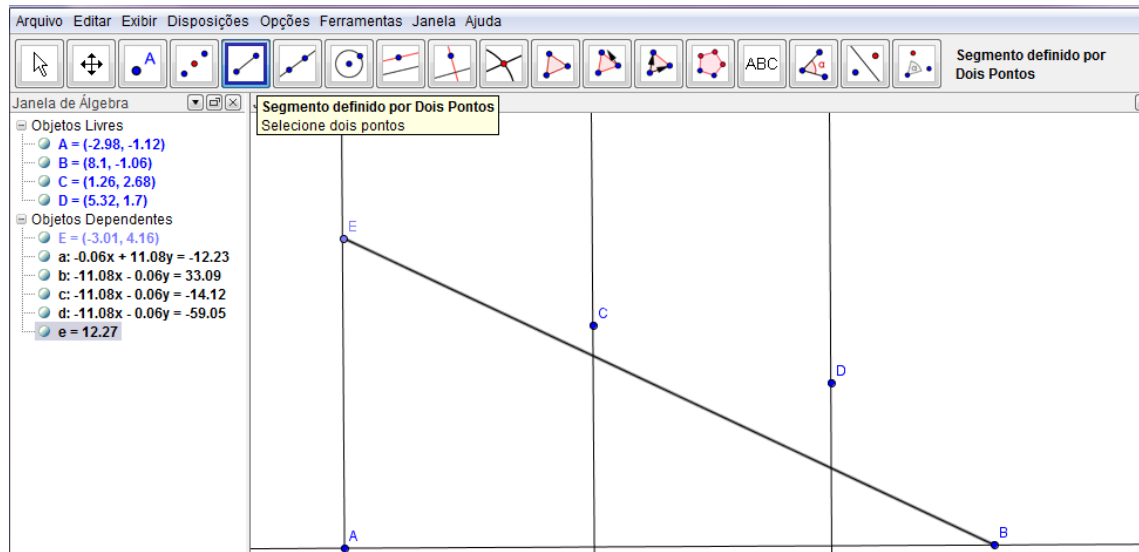 Arquivo Editar Exibir Disposições Opções Ferramentas Janela Ajuda
A
ABC
α
Segmento definido por
Dois Pontos
Janela de Álgebra
Segmento definido por Dois Pontos
Selecione dois pontos
Objetos Livres
A = (-2.98, -1.12)
B = (8.1, -1.06)
C = (1.26, 2.68)
D = (5.32, 1.7)
Objetos Dependentes
E = (-3.01, 4.16)
a: -0.06x + 11.08y = -12.23
b: -11.08x - 0.06y = 33.09
c: -11.08x - 0.06y = -14.12
d: -11.08x - 0.06y = -59.05
e = 12.27
E
C
D
A
B